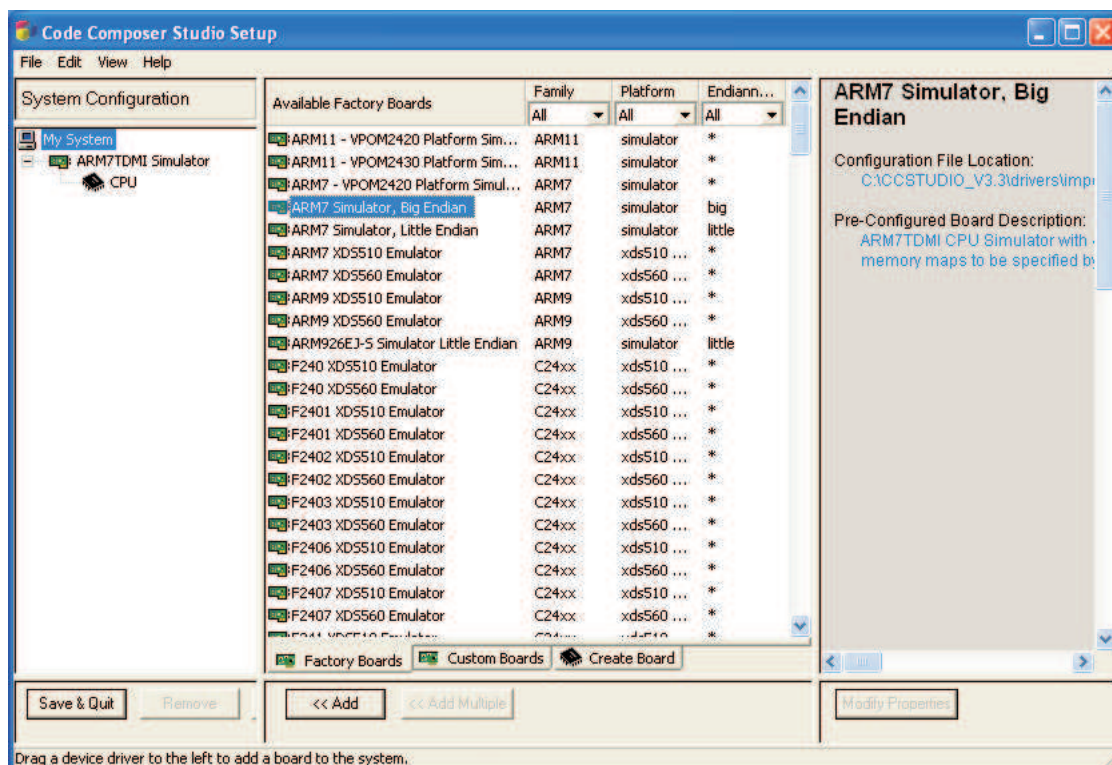 Code Composer Studio Setup
File Edit View Help
System Configuration
My System
ARM7TDMI Simulator
CPU
Available Factory Boards Family Platform Endiann...
All All All
ARM11 - VPOM2420 Platform Sim... ARM11 simulator *
ARM11 - VPOM2430 Platform Sim... ARM11 simulator *
ARM7 - VPOM2420 Platform Simul... ARM7 simulator *
ARM7 Simulator, Big Endian ARM7 simulator big
ARM7 Simulator, Little Endian ARM7 simulator little
ARM7 XDS510 Emulator ARM7 xds510 ... *
ARM7 XDS560 Emulator ARM7 xds560 ... *
ARM9 XDS510 Emulator ARM9 xds510 ... *
ARM9 XDS560 Emulator ARM9 xds560 ... *
ARM926EJ-S Simulator Little Endian ARM9 simulator little
F240 XDS510 Emulator C24xx xds510 ... *
F240 XDS560 Emulator C24xx xds560 ... *
F2401 XDS510 Emulator C24xx xds510 ... *
F2401 XDS560 Emulator C24xx xds560 ... *
F2402 XDS510 Emulator C24xx xds510 ... *
F2402 XDS560 Emulator C24xx xds560 ... *
F2403 XDS510 Emulator C24xx xds510 ... *
F2403 XDS560 Emulator C24xx xds560 ... *
F2406 XDS510 Emulator C24xx xds510 ... *
F2406 XDS560 Emulator C24xx xds560 ... *
F2407 XDS510 Emulator C24xx xds510 ... *
F2407 XDS560 Emulator C24xx xds560 ... *
Factory Boards Custom Boards Create Board
ARM7 Simulator, Big
Endian
Configuration File Location:
C:\CCSTUDIO_V3.3\drivers\imp
Pre-Configured Board Description:
ARM7TDMI CPU Simulator with
memory maps to be specified by
Save & Quit Remove << Add << Add Multiple Modify Properties
Drag a device driver to the left to add a board to the system.